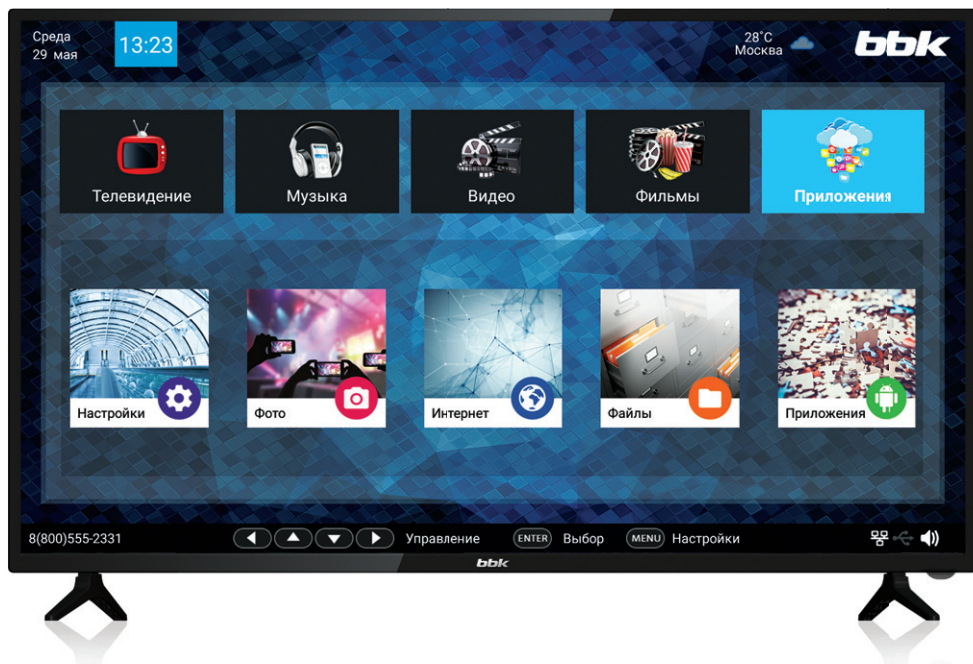 Среда
29 мая
13:23
28°C
Москва
bbk
Телевидение
Музыка
Видео
Фильмы
Приложения
Настройки
Фото
Интернет
Файлы
Приложения
8(800)555-2331
Управление
ENTER Выбор
MENU Настройки
bbk